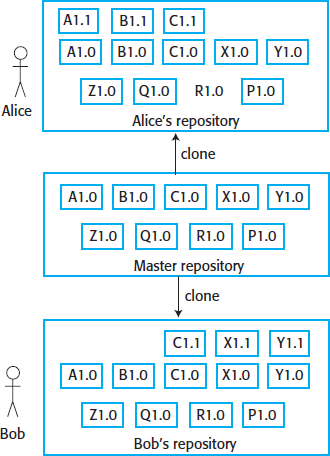 A1.1 B1.1 C1.1
A1.0 B1.0 C1.0 X1.0 Y1.0
Z1.0 Q1.0 R1.0 P1.0
Alice
Alice's repository
clone
A1.0 B1.0 C1.0 X1.0 Y1.0
Z1.0 Q1.0 R1.0 P1.0
Master repository
clone
C1.1 X1.1 Y1.1
A1.0 B1.0 C1.0 X1.0 Y1.0
Z1.0 Q1.0 R1.0 P1.0
Bob
Bob's repository